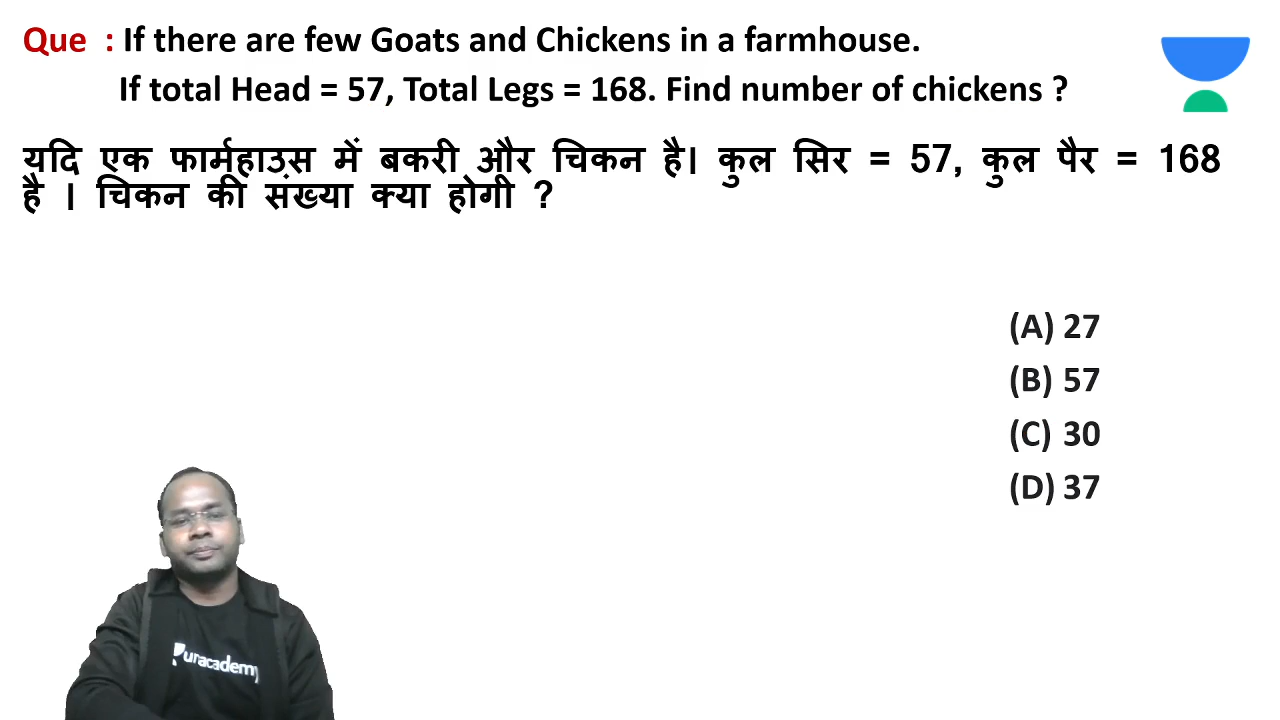 Que : If there are few Goats and Chickens in a farmhouse.
If total Head = 57, Total Legs = 168. Find number of chickens ?
यदि एक फार्महाउस में बकरी और चिकन है। कुल सिर = 57, कुल पैर = 168
है । चिकन की संख्या क्या होगी ?
(A) 27
(B) 57
(C) 30
(D) 37
unacademy